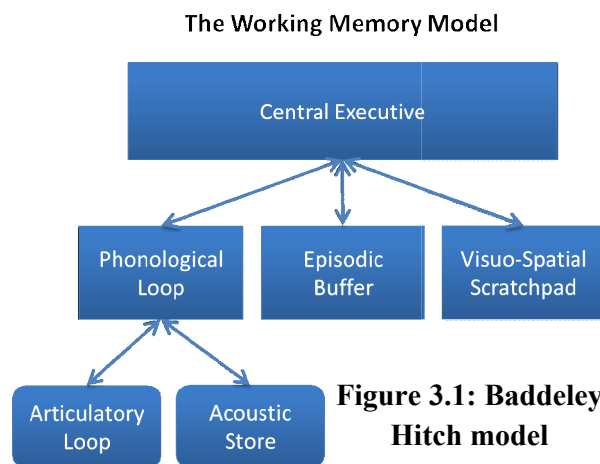 The Working Memory Model
Central Executive
Phonological
Loop
Episodic
Buffer
Visuo-Spatial
Scratchpad
Articulatory
Loop
Acoustic
Store
Figure 3.1: Baddeley
Hitch model